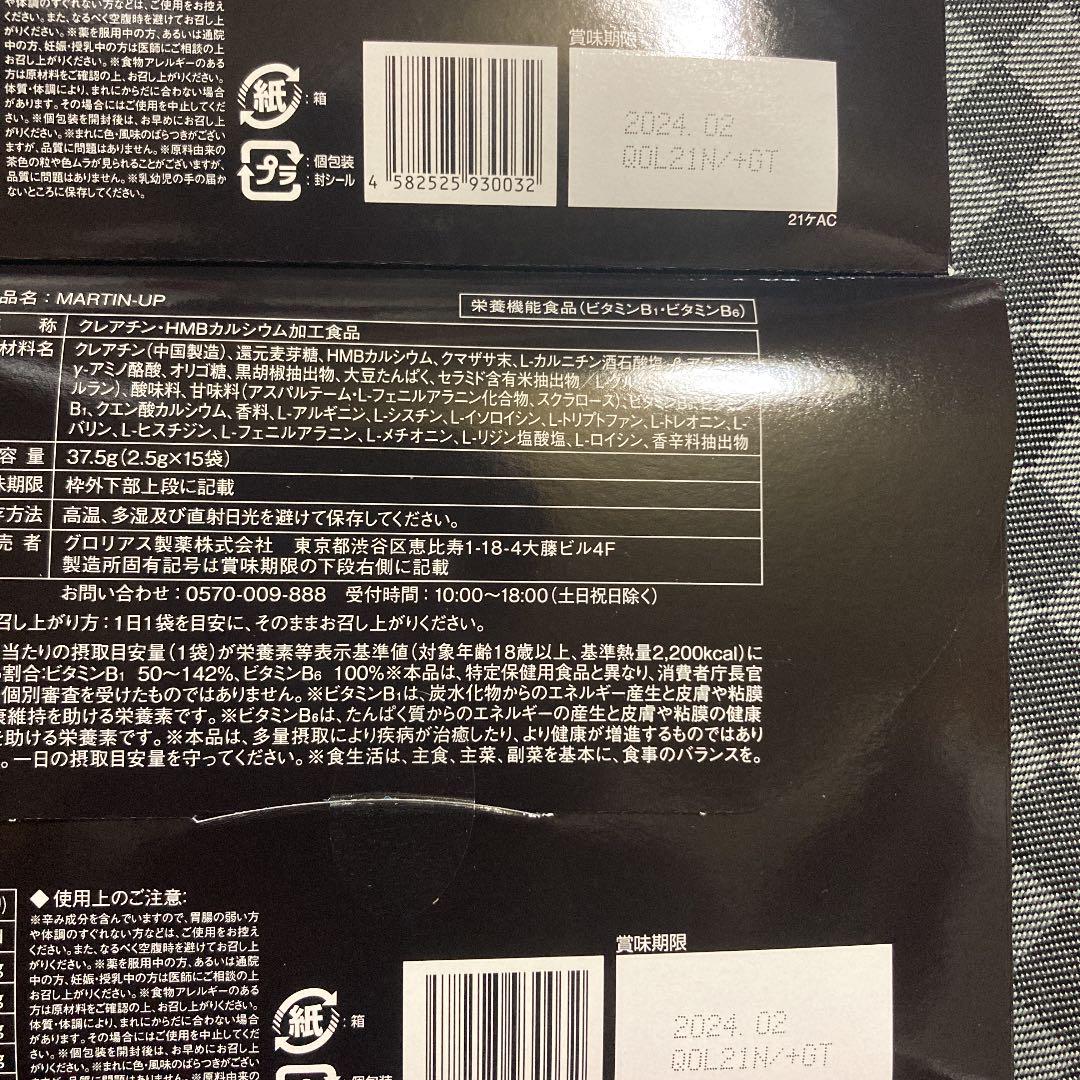 や体調のすぐれない方などは、ご使用をお控え
ください。また、なるべく空腹時を避けてお召し上
がりください。※薬を服用中の方、あるいは通院
中の方、妊娠・授乳中の方は医師にご相談の上
お召し上がりください。※食物アレルギーのある
方は原材料をご確認の上、お召し上がりください。
体質・体調により、まれにからだに合わない場合
があります。その場合にはご使用を中止してくだ
さい。※個包装を開封後は、お早めにお召し上が
りください。※まれに色・風味のばらつきがござい
ますが、品質に問題はありません。※原料由来の
茶色の粒や色ムラが見られることがございますが、
品質に問題はありません。※乳幼児の手の届か
ないところに保存してください。
紙
:箱
プラ
:個包装
:封シール
4 582525 930032
賞味期限
2024.02
QOL21N/+GT
21ケAC
品名:MARTIN-UP
栄養機能食品(ビタミンB1・ビタミンB6)
称 クレアチン・HMBカルシウム加工食品
材料名 クレアチン(中国製造)、還元麦芽糖、HMBカルシウム、クマザサ末、L-カルニチン酒石酸塩、
γ-アミノ酪酸、オリゴ糖、黒胡椒抽出物、大豆たんぱく、セラミド含有米抽出物/
ルラン)、酸味料、甘味料(アスパルテーム・L-フェニルアラニン化合物、スクラロース)、
B1、クエン酸カルシウム、香料、L-アルギニン、L-シスチン、L-イソロイシン、L-トリプトファン、L-トレオニン、L-
バリン、L-ヒスチジン、L-フェニルアラニン、L-メチオニン、L-リジン塩酸塩、L-ロイシン、香辛料抽出物
容量 37.5g(2.5g×15袋)
味期限 枠外下部上段に記載
存方法 高温、多湿及び直射日光を避けて保存してください。
売者 グロリアス製薬株式会社 東京都渋谷区恵比寿1-18-4大藤ビル4F
製造所固有記号は賞味期限の下段右側に記載
お問い合わせ:0570-009-888 受付時間:10:00〜18:00(土日祝日除く)
召し上がり方:1日1袋を目安に、そのままお召し上がりください。
当たりの摂取目安量(1袋)が栄養素等表示基準値(対象年齢18歳以上、基準熱量2,200kcal)に
割合:ビタミンB1 50〜142%、ビタミンB6 100%※本品は、特定保健用食品と異なり、消費者庁長官
個別審査を受けたものではありません。※ビタミンB1は、炭水化物からのエネルギー産生と皮膚や粘膜
康維持を助ける栄養素です。※ビタミンB6は、たんぱく質からのエネルギーの産生と皮膚や粘膜の健康
を助ける栄養素です。※本品は、多量摂取により疾病が治癒したり、より健康が増進するものではあり
。一日の摂取目安量を守ってください。※食生活は、主食、主菜、副菜を基本に、食事のバランスを。
◆使用上のご注意:
※辛み成分を含んでいますので、胃腸の弱い方
や体調のすぐれない方などは、ご使用をお控え
ください。また、なるべく空腹時を避けてお召し上
がりください。※薬を服用中の方、あるいは通院
中の方、妊娠・授乳中の方は医師にご相談の上
お召し上がりください。※食物アレルギーのある
方は原材料をご確認の上、お召し上がりください。
体質・体調により、まれにからだに合わない場合
があります。その場合にはご使用を中止してくだ
さい。※個包装を開封後は、お早めにお召し上が
りください。※まれに色・風味のばらつきがござい
ますが、品質に問題はありません。※原料由来の
紙
:箱
:個包装
賞味期限
2024.02
QOL21N/+GT